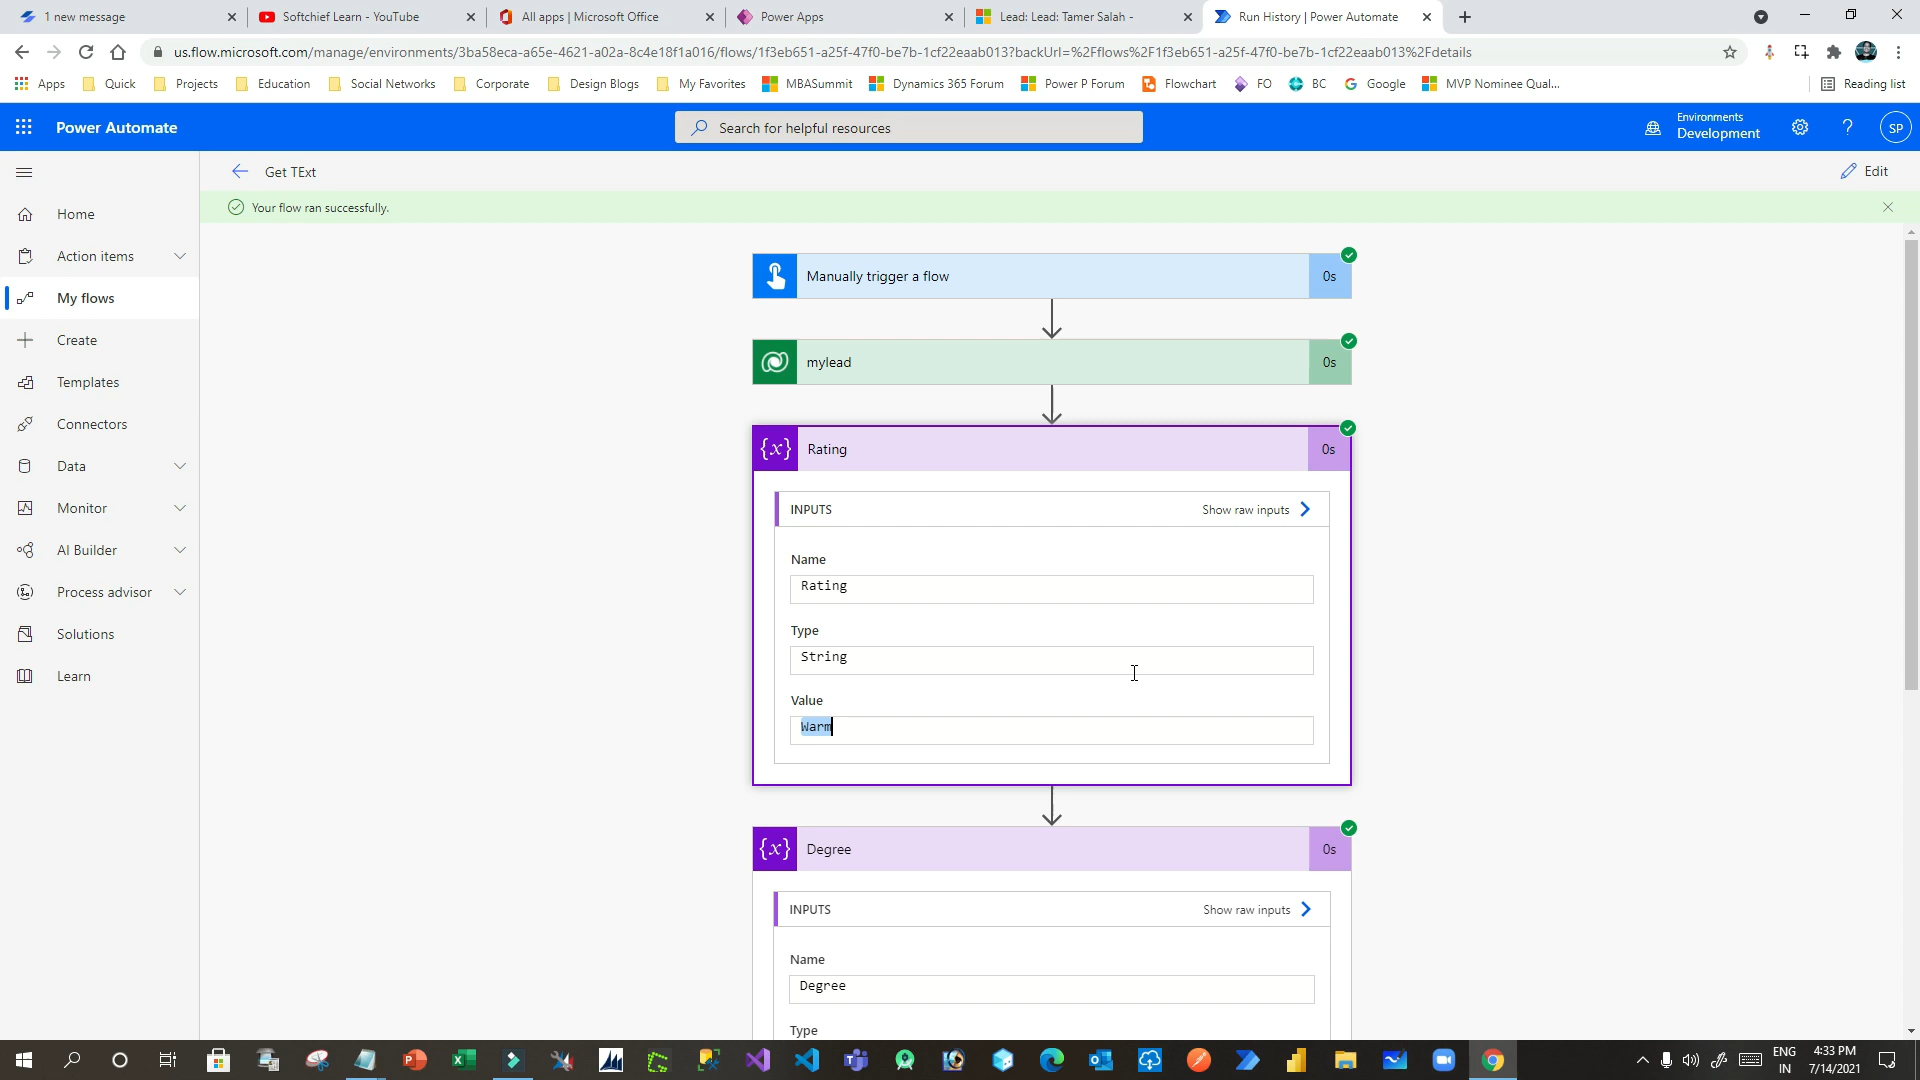 1 new message
Softchief Learn - YouTube
All apps | Microsoft Office
Power Apps
Lead: Lead: Tamer Salah -
Run History | Power Automate
us.flow.microsoft.com/manage/environments/3ba58eca-a65e-4621-a02a-8c4e18f1a016/flows/1f3eb651-a25f-47f0-be7b-1cf22eaab013?backUrl=%2Fflows%2F1f3eb651-a25f-47f0-be7b-1cf22eaab013%2Fdetails
Apps
Quick
Projects
Education
Social Networks
Corporate
Design Blogs
My Favorites
MBASummit
Dynamics 365 Forum
Power P Forum
Flowchart
FO
BC
Google
MVP Nominee Qual...
Reading list
Power Automate
Search for helpful resources
Environments
Development
SP
Get TExt
Edit
Your flow ran successfully.
Home
Action items
My flows
Create
Templates
Connectors
Data
Monitor
AI Builder
Process advisor
Solutions
Learn
Manually trigger a flow
0s
mylead
0s
{x} Rating
0s
INPUTS
Show raw inputs
Name
Rating
Type
String
Value
Warm
{x} Degree
0s
INPUTS
Show raw inputs
Name
Degree
Type
ENG
IN
4:33 PM
7/14/2021